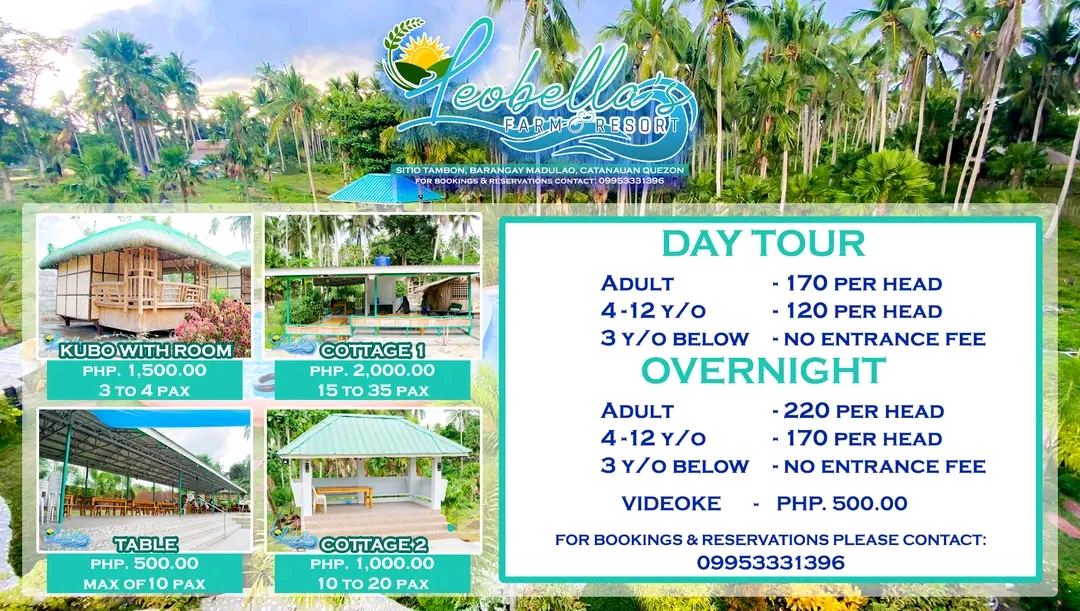 Leobella's
FARM & RESORT
SITIO TAMBON, BARANGAY MADULAO, CATANAUAN QUEZON
FOR BOOKINGS & RESERVATIONS CONTACT: 09953331396
KUBO WITH ROOM
PHP. 1,500.00
3 TO 4 PAX
COTTAGE 1
PHP. 2,000.00
15 TO 35 PAX
TABLE
PHP. 500.00
MAX OF 10 PAX
COTTAGE 2
PHP. 1,000.00
10 TO 20 PAX
DAY TOUR
ADULT - 170 PER HEAD
4-12 Y/O - 120 PER HEAD
3 Y/O BELOW - NO ENTRANCE FEE
OVERNIGHT
ADULT - 220 PER HEAD
4-12 Y/O - 170 PER HEAD
3 Y/O BELOW - NO ENTRANCE FEE
VIDEOKE - PHP. 500.00
FOR BOOKINGS & RESERVATIONS PLEASE CONTACT:
09953331396